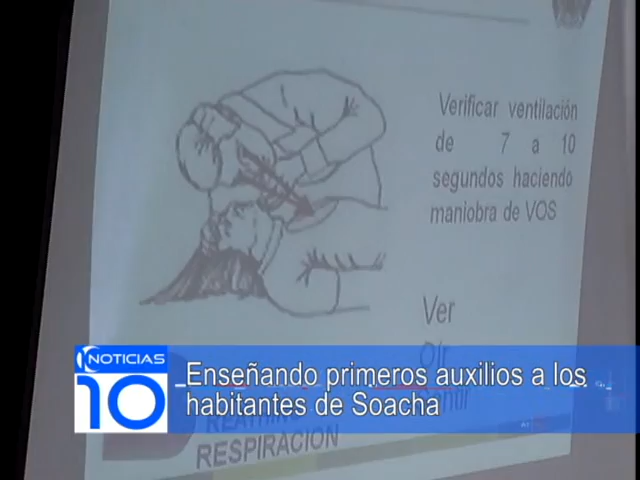 Verificar ventilación
de 7 a 10
segundos haciendo
maniobra de VOS
Ver
Oir
NOTICIAS
10
Enseñando primeros auxilios a los
habitantes de Soacha
RESPIRACION